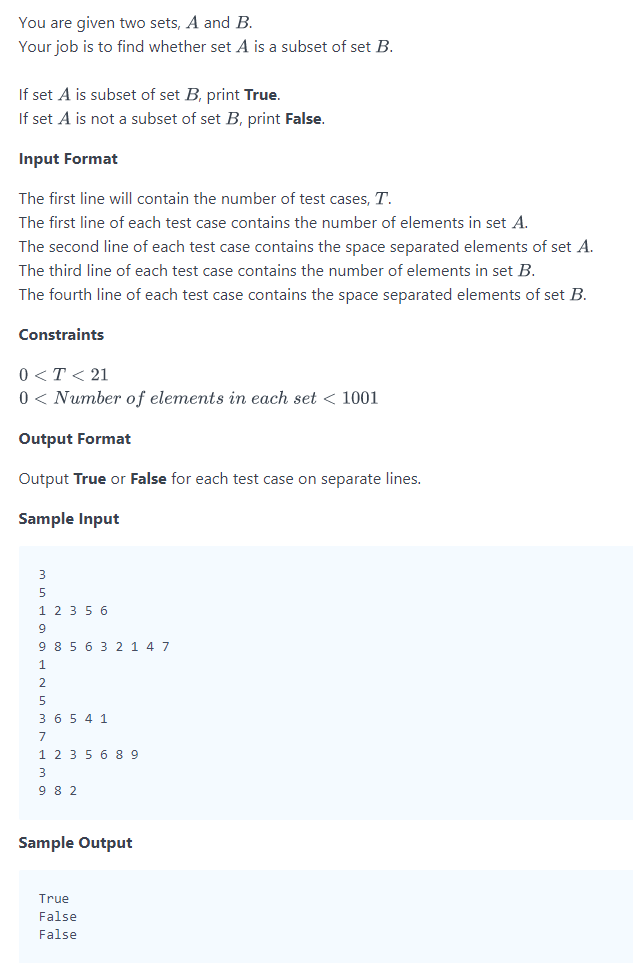 You are given two sets, A and B.
Your job is to find whether set A is a subset of set B.
If set A is subset of set B, print True.
If set A is not a subset of set B, print False.
Input Format
The first line will contain the number of test cases, T.
The first line of each test case contains the number of elements in set A.
The second line of each test case contains the space separated elements of set A.
The third line of each test case contains the number of elements in set B.
The fourth line of each test case contains the space separated elements of set B.
Constraints
0 < T < 21
0 < Number of elements in each set < 1001
Output Format
Output True or False for each test case on separate lines.
Sample Input
3
5
1 2 3 5 6
9
9 8 5 6 3 2 1 4 7
1
2
5
3 6 5 4 1
7
1 2 3 5 6 8 9
3
9 8 2
Sample Output
True
False
False